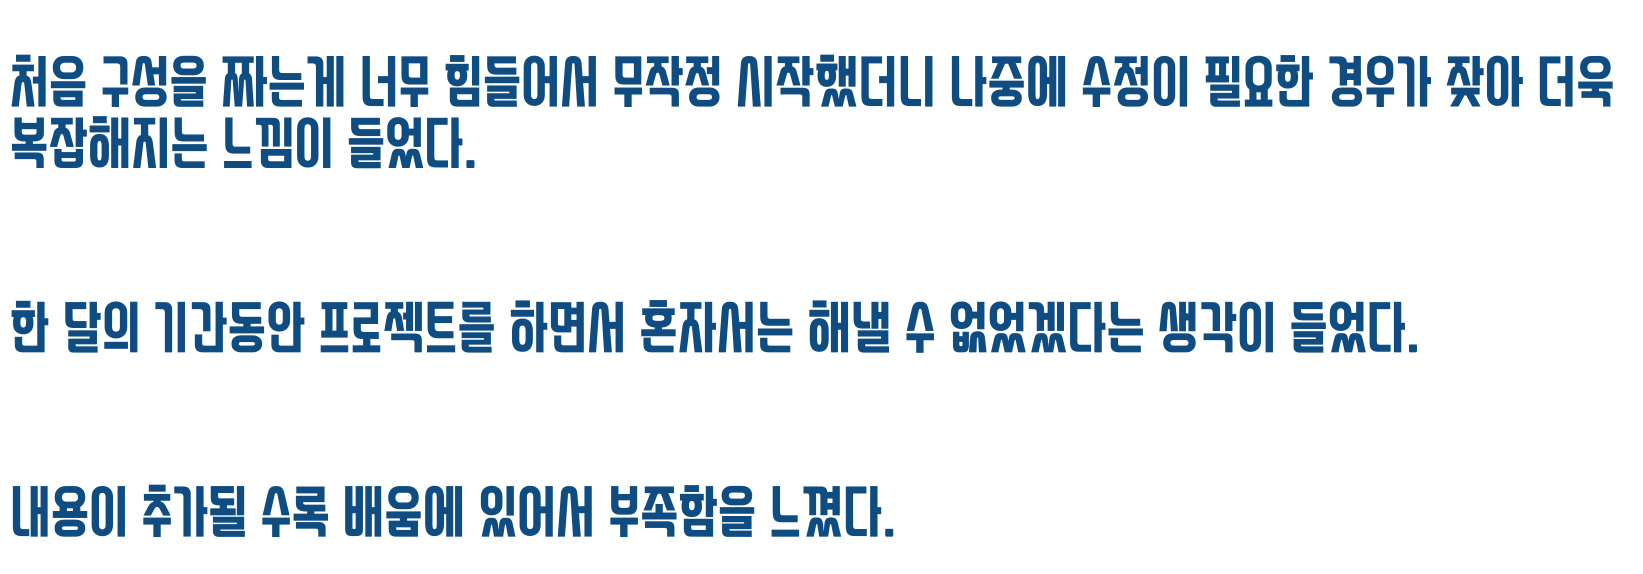 처음 구성을 짜는게 너무 힘들어서 무작정 시작했더니 나중에 수정이 필요한 경우가 잦아 더욱
복잡해지는 느낌이 들었다.
한 달의 기간동안 프로젝트를 하면서 혼자서는 해낼 수 없었겠다는 생각이 들었다.
내용이 추가될 수록 배움에 있어서 부족함을 느꼈다.